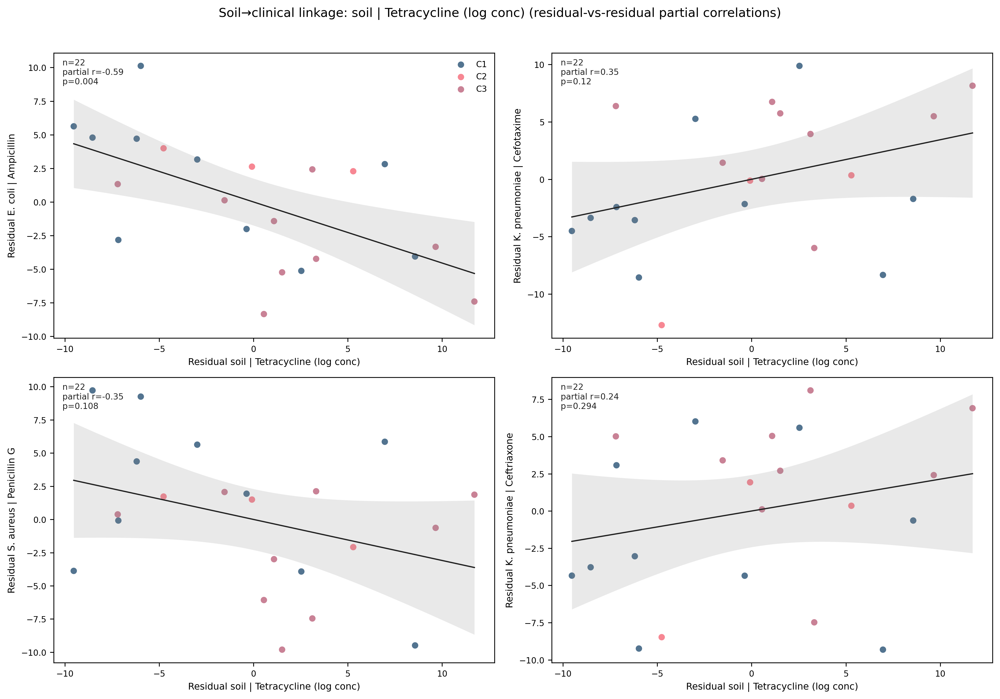 Soil→clinical linkage: soil | Tetracycline (log conc) (residual-vs-residual partial correlations)
n=22
partial r=-0.59
p=0.004
C1
C2
C3
10.0
7.5
5.0
2.5
0.0
−2.5
−5.0
−7.5
−10.0
Residual E. coli | Ampicillin
−10
−5
0
5
10
Residual soil | Tetracycline (log conc)
n=22
partial r=0.35
p=0.12
10
5
0
−5
−10
Residual K. pneumoniae | Cefotaxime
−10
−5
0
5
10
Residual soil | Tetracycline (log conc)
n=22
partial r=-0.35
p=0.108
10.0
7.5
5.0
2.5
0.0
−2.5
−5.0
−7.5
−10.0
Residual S. aureus | Penicillin G
−10
−5
0
5
10
Residual soil | Tetracycline (log conc)
n=22
partial r=0.24
p=0.294
7.5
5.0
2.5
0.0
−2.5
−5.0
−7.5
−10.0
Residual K. pneumoniae | Ceftriaxone
−10
−5
0
5
10
Residual soil | Tetracycline (log conc)